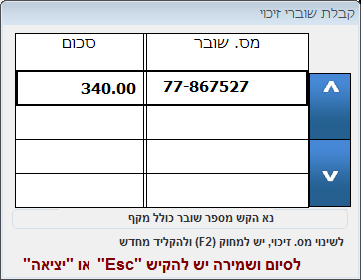 קבלת שוברי זיכוי
מס. שובר סכום
77-867527 340.00
נא הקש מספר שובר כולל מקף
לשינוי מס. זיכוי, יש למחוק (F2) ולהקליד מחדש
לסיום ושמירה יש להקיש "Esc" או "יציאה"